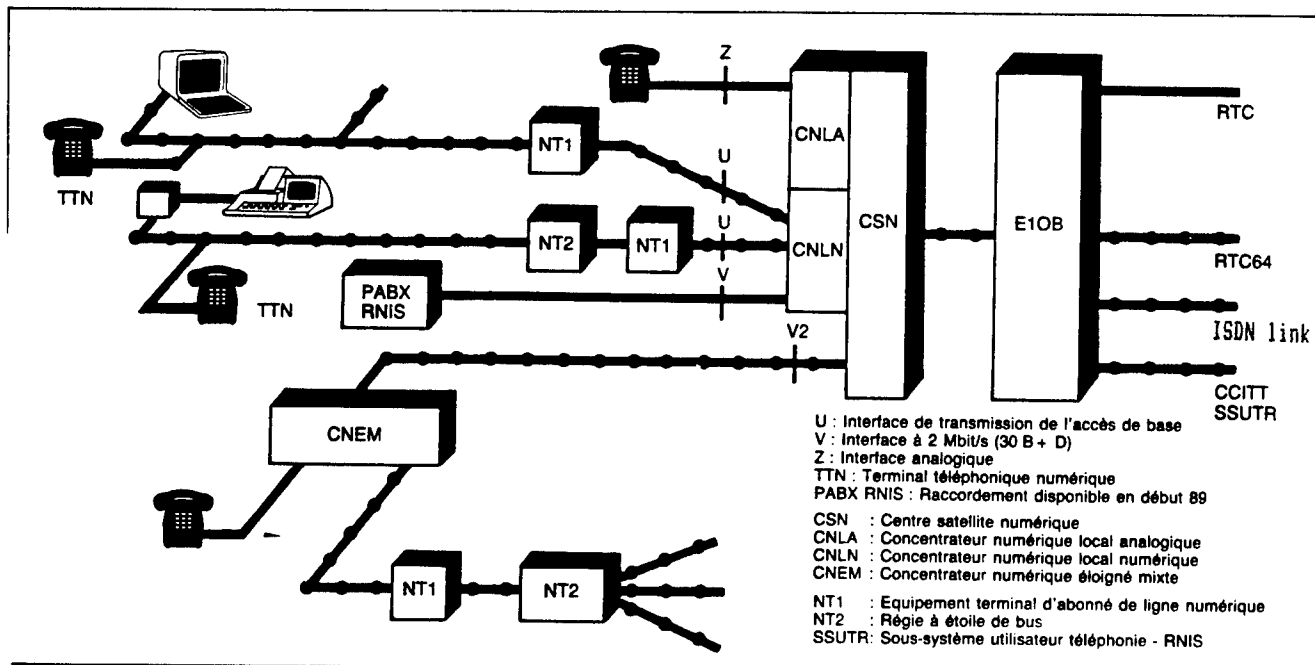 Z
RTC
CNLA
NT1
U
TTN
CSN
E1OB
U
NT2
NT1
CNLN
RTC64
V
PABX
RNIS
TTN
ISDN link
V2
CCITT
SSUTR
CNEM
U : Interface de transmission de l'accès de base
V : Interface à 2 Mbit/s (30 B + D)
Z : Interface analogique
TTN : Terminal téléphonique numérique
PABX RNIS : Raccordement disponible en début 89
CSN : Centre satellite numérique
CNLA : Concentrateur numérique local analogique
CNLN : Concentrateur numérique local numérique
CNEM : Concentrateur numérique éloigné mixte
NT1 : Equipement terminal d'abonné de ligne numérique
NT2 : Régie à étoile de bus
SSUTR: Sous-système utilisateur téléphonie - RNIS
NT1
NT2